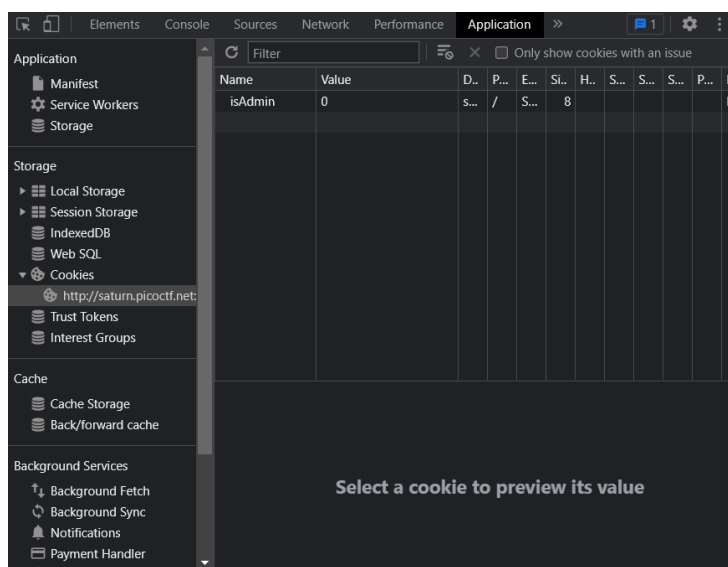 Elements Console Sources Network Performance Application » 1
Application
Manifest
Service Workers
Storage
Storage
Local Storage
Session Storage
IndexedDB
Web SQL
Cookies
http://saturn.picoctf.net:
Trust Tokens
Interest Groups
Cache
Cache Storage
Back/forward cache
Background Services
Background Fetch
Background Sync
Notifications
Payment Handler
Filter Only show cookies with an issue
Name Value D.. P... E... Si.. H.. S... S... S... P...
isAdmin 0 s... / S... 8
Select a cookie to preview its value